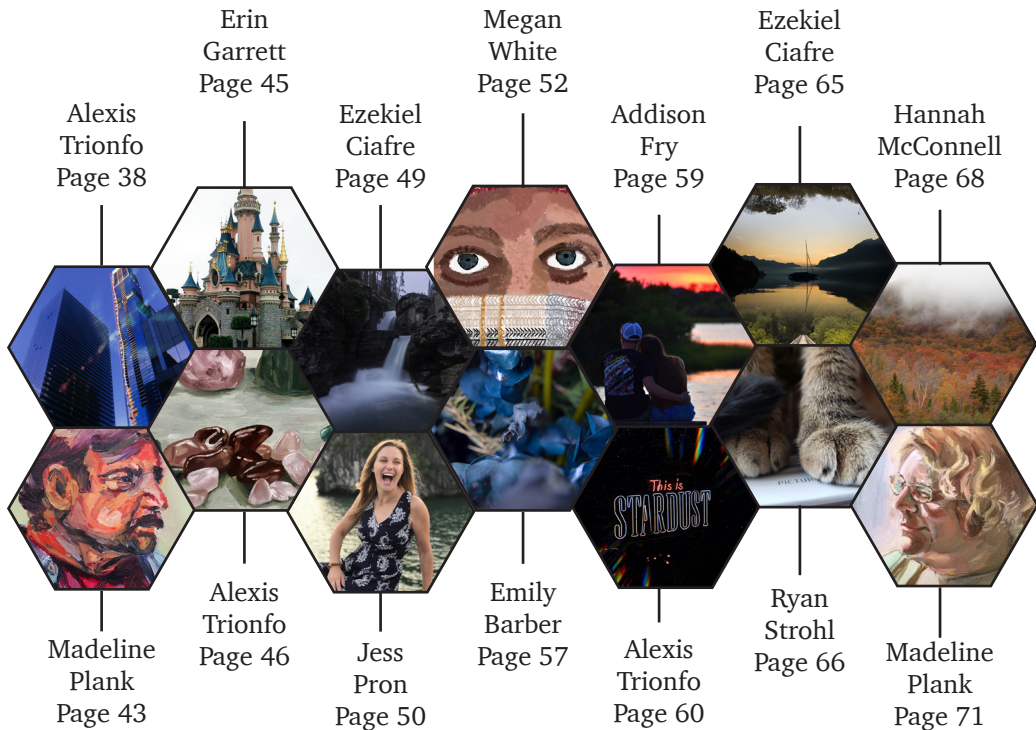 Erin
Garrett
Page 45
Megan
White
Page 52
Ezekiel
Ciafre
Page 65
Alexis
Trionfo
Page 38
Ezekiel
Ciafre
Page 49
Addison
Fry
Page 59
Hannah
McConnell
Page 68
This is
STARDUST
PICTUR
Madeline
Plank
Page 43
Alexis
Trionfo
Page 46
Jess
Pron
Page 50
Emily
Barber
Page 57
Alexis
Trionfo
Page 60
Ryan
Strohl
Page 66
Madeline
Plank
Page 71